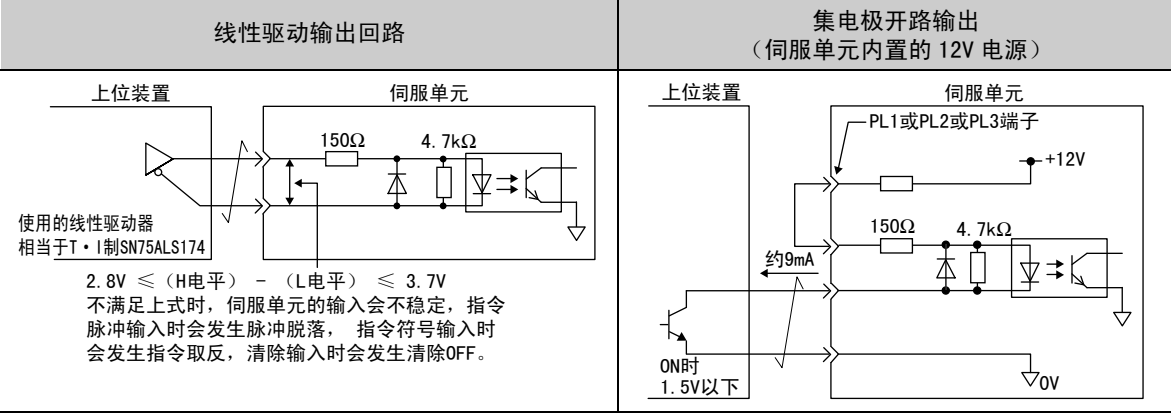 线性驱动输出回路
集电极开路输出
（伺服单元内置的 12V 电源）
上位装置
伺服单元
150Ω
4.7kΩ
使用的线性驱动器
相当于T·I制SN75ALS174
2.8V ≤（H电平） - （L电平） ≤ 3.7V
不满足上式时，伺服单元的输入会不稳定，指令
脉冲输入时会发生脉冲脱落， 指令符号输入时
会发生指令取反，清除输入时会发生清除OFF。
上位装置
伺服单元
PL1或PL2或PL3端子
+12V
150Ω
4.7kΩ
约9mA
ON时
1.5V以下
0V